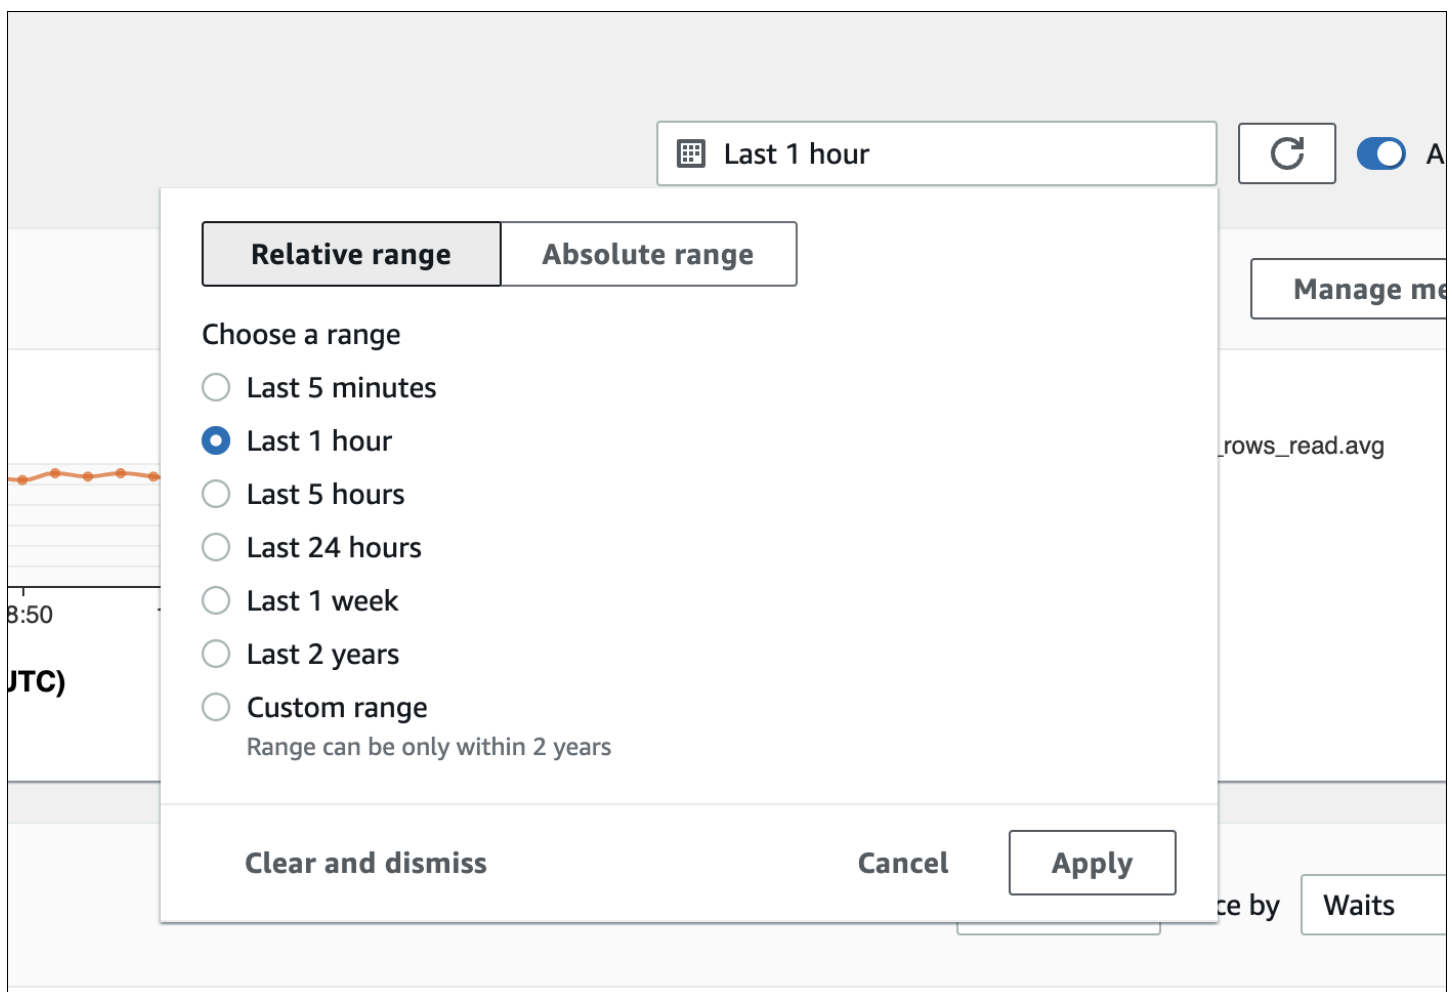 Last 1 hour
A
Relative range
Absolute range
Manage me
Choose a range
Last 5 minutes
Last 1 hour
_rows_read.avg
Last 5 hours
Last 24 hours
Last 1 week
8:50
Last 2 years
UTC)
Custom range
Range can be only within 2 years
Clear and dismiss
Cancel
Apply
ce by
Waits